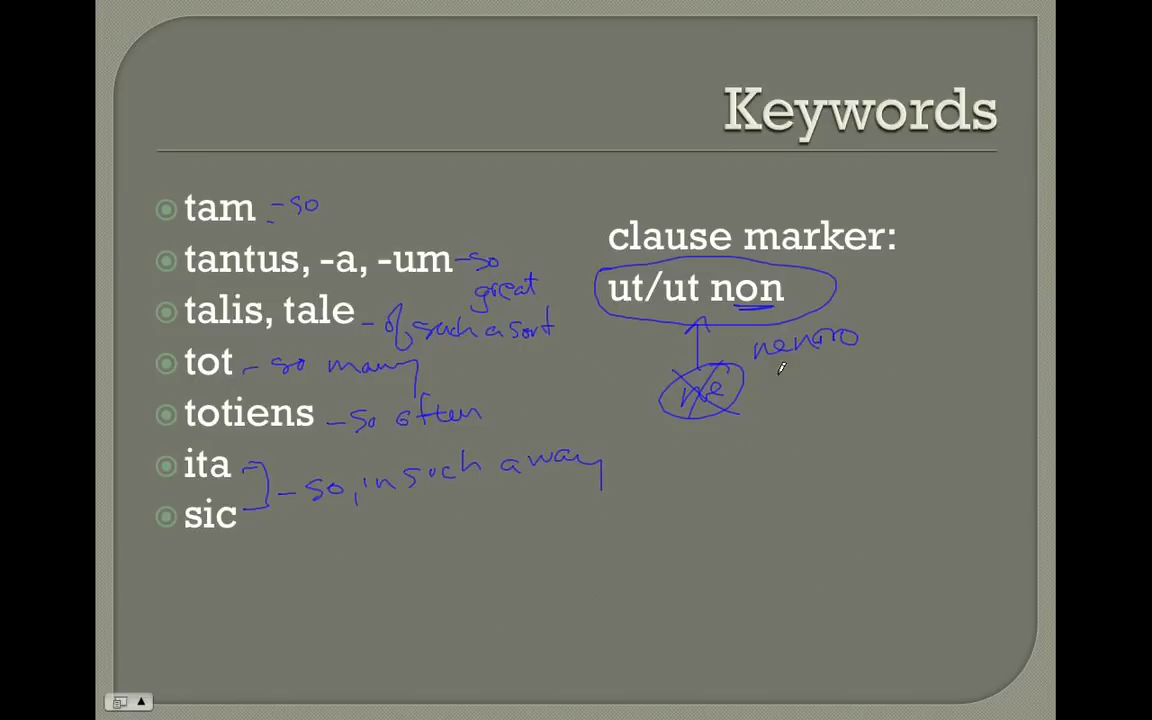 Keywords
tam - so
tantus, -a, -um - so
great
talis, tale - of such a sort
tot - so many
totiens - so often
ita
sic
- so, in such a way
clause marker:
ut/ut non
ne
nemo